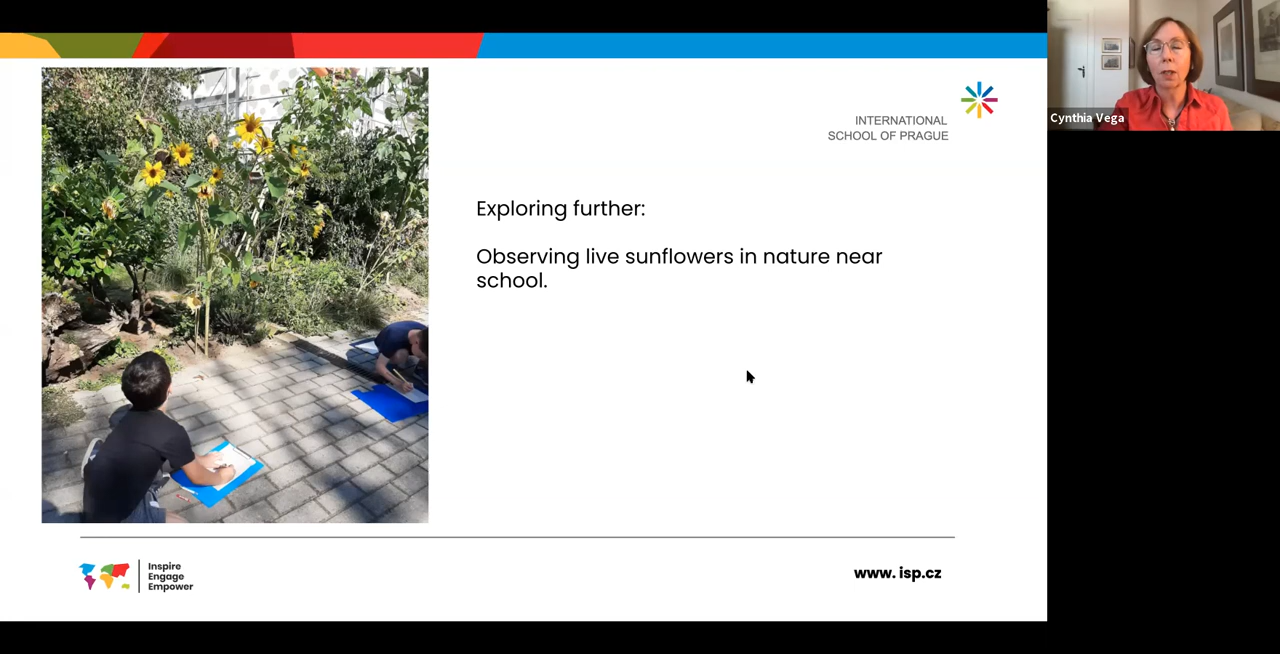 Cynthia Vega
INTERNATIONAL
SCHOOL OF PRAGUE
Exploring further:
Observing live sunflowers in nature near
school.
Inspire
Engage
Empower
www. isp.cz